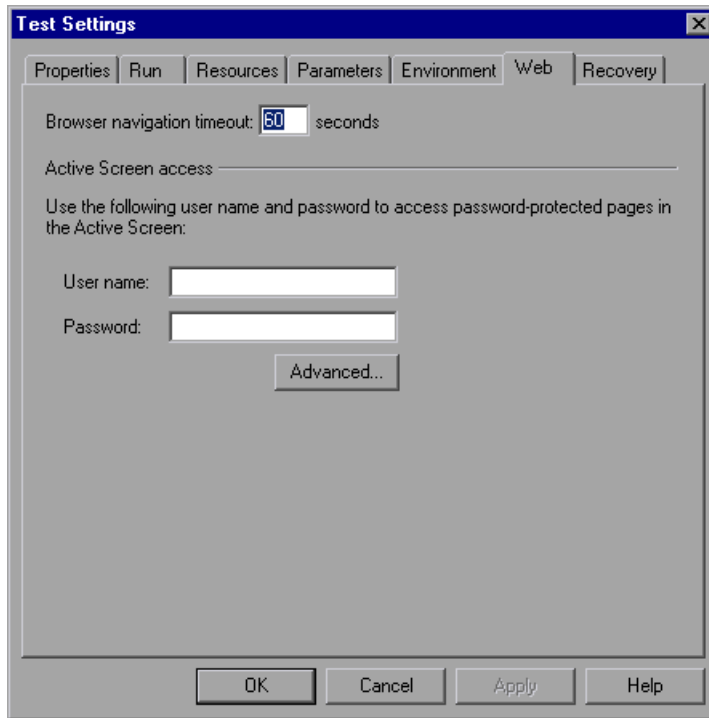 Test Settings
Properties Run Resources Parameters Environment Web Recovery
Browser navigation timeout: 60 seconds
Active Screen access
Use the following user name and password to access password-protected pages in
the Active Screen:
User name:
Password:
Advanced...
OK Cancel Apply Help